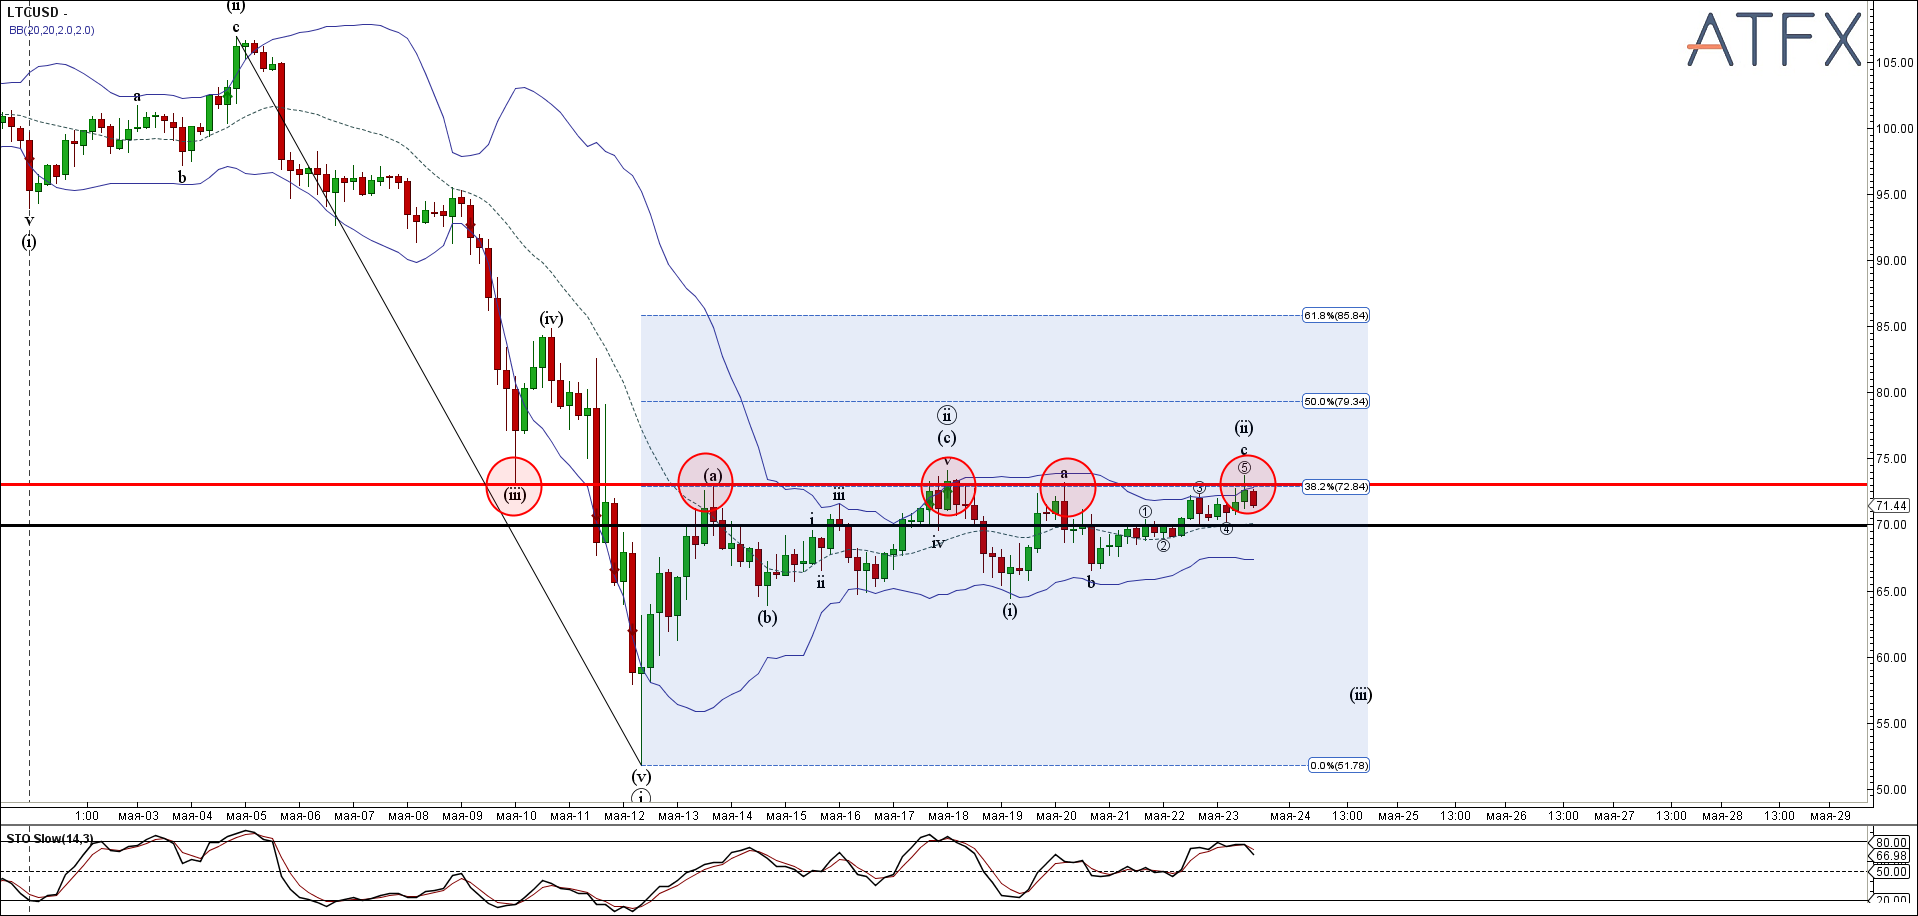 LTCUSD -
BB(20,20,2.0,2.0)
ATFX
(ii)
c
a
b
v
(i)
(iv)
(iii)
(v)
i
(a)
(b)
i
ii
iii
iv
ii
(c)
v
(i)
a
b
1
2
3
4
(ii)
c
5
(iii)
61.8%(85.84)
50.0%(79.34)
38.2%(72.84)
0.0%(51.78)
105.00
100.00
95.00
90.00
85.00
80.00
75.00
71.44
70.00
65.00
60.00
55.00
50.00
1:00 мая-03 мая-04 мая-05 мая-06 мая-07 мая-08 мая-09 мая-10 мая-11 мая-12 мая-13 мая-14 мая-15 мая-16 мая-17 мая-18 мая-19 мая-20 мая-21 мая-22 мая-23 мая-24 13:00 мая-25 13:00 мая-26 13:00 мая-27 13:00 мая-28 13:00 мая-29
STO Slow(14,3)
80.00
66.98
50.00
20.00